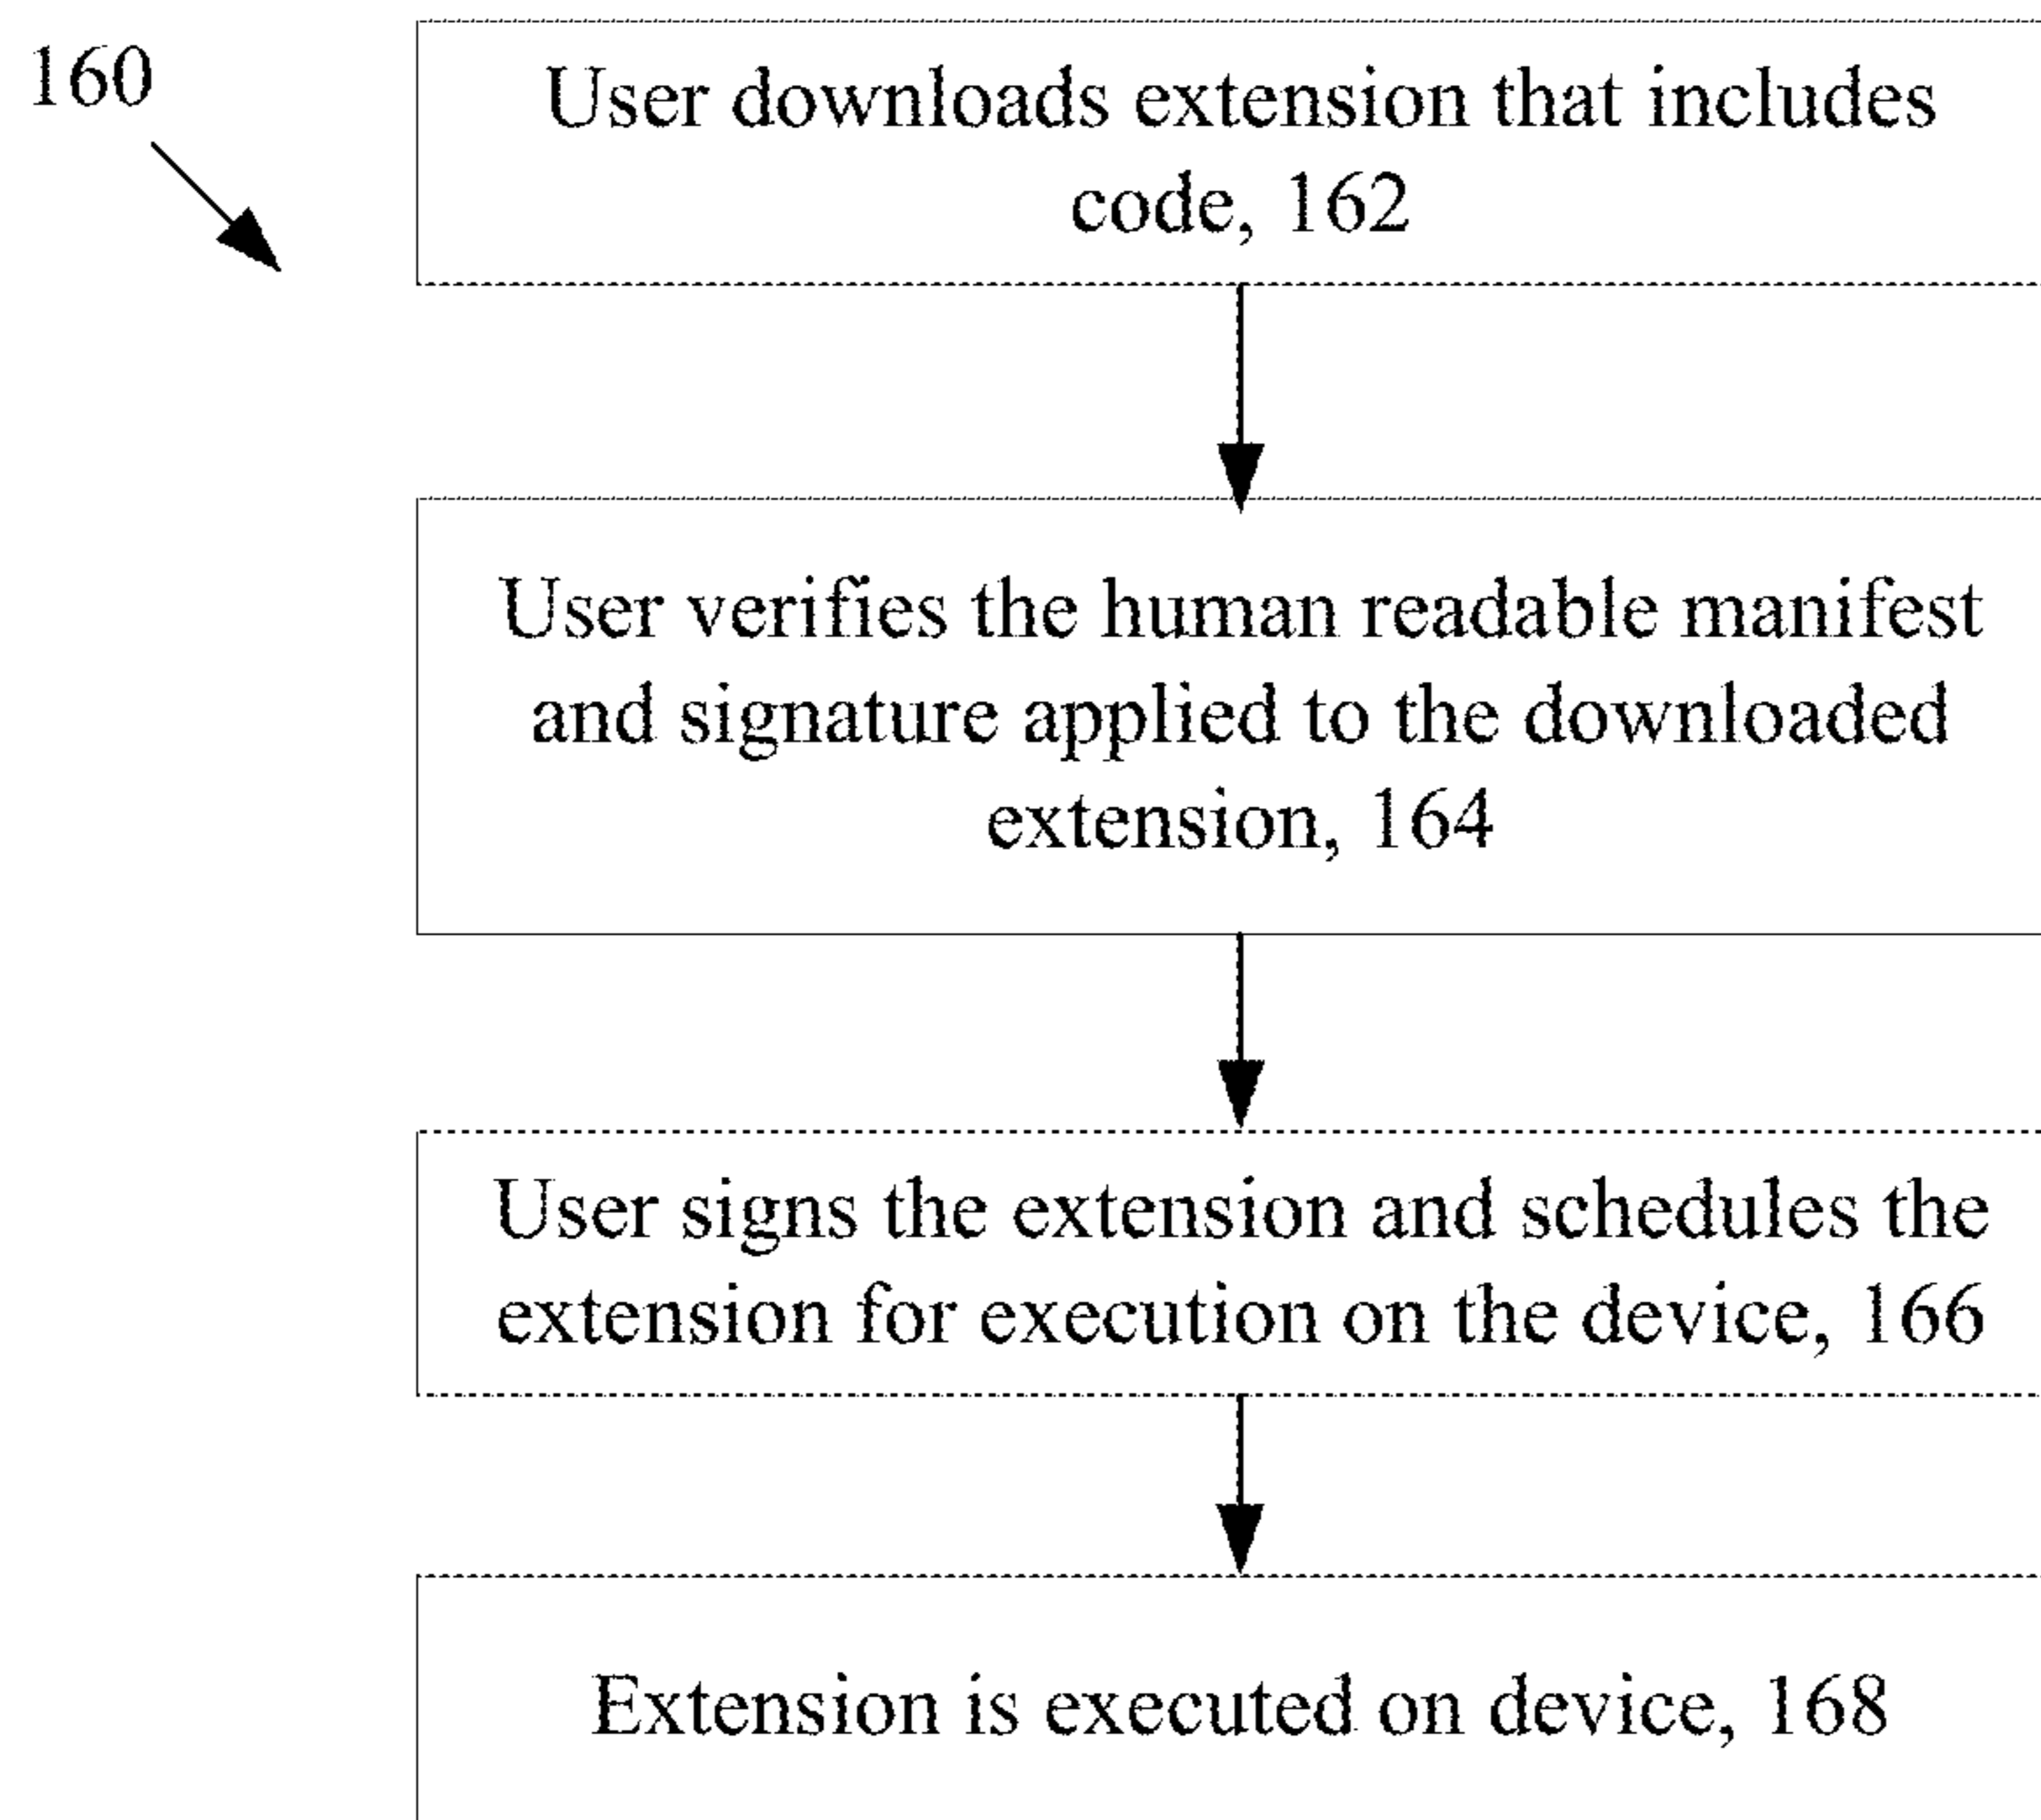 160
User downloads extension that includes
code, 162
User verifies the human readable manifest
and signature applied to the downloaded
extension, 164
User signs the extension and schedules the
extension for execution on the device, 166
Extension is executed on device, 168